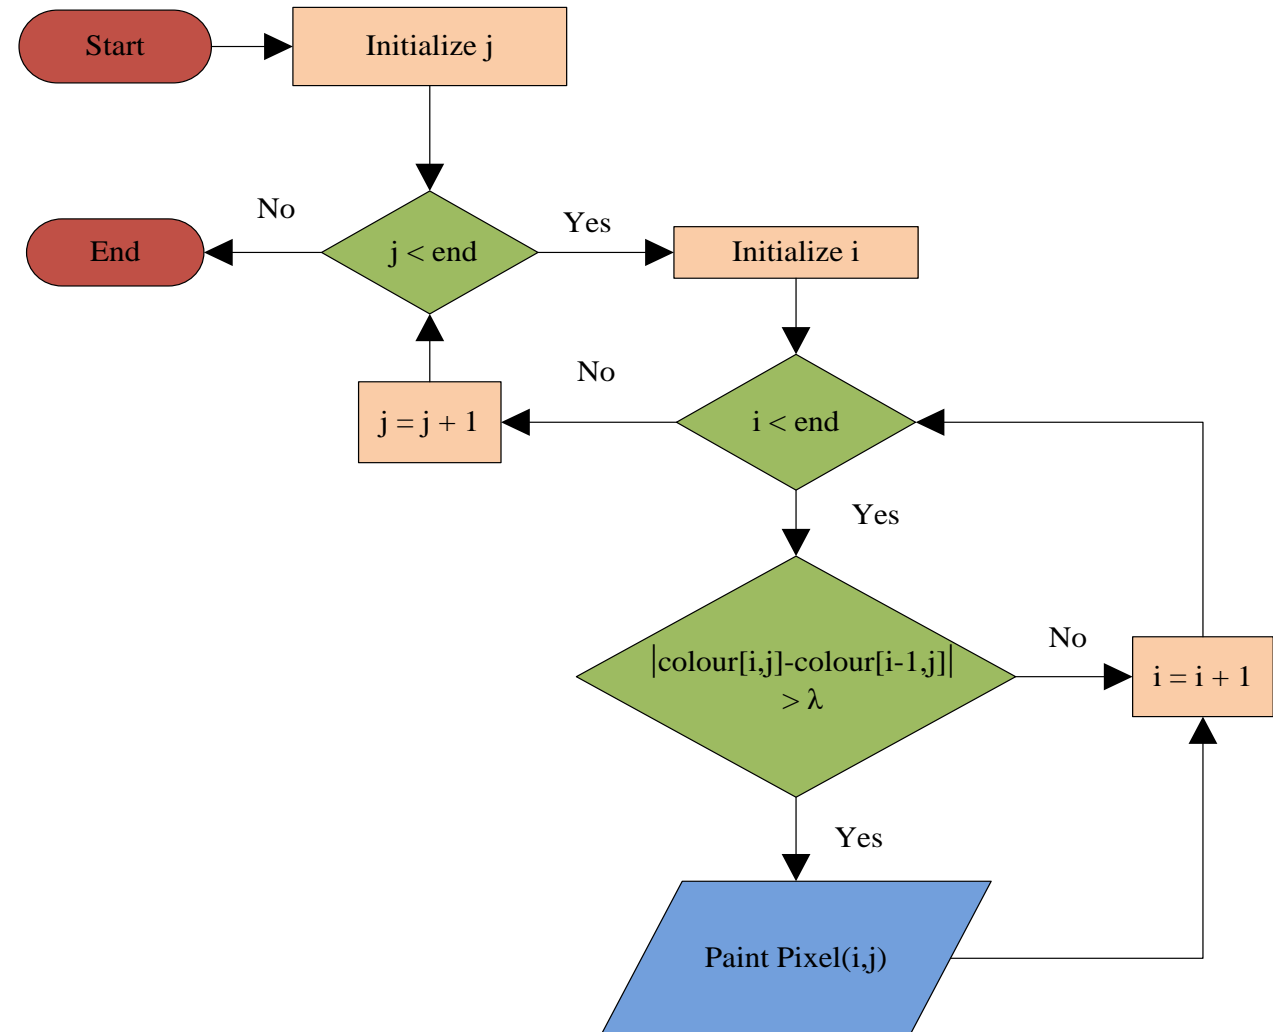 Start
Initialize j
No
Yes
End
j < end
Initialize i
No
j = j + 1
i < end
Yes
|colour[i,j]-colour[i-1,j]|
> λ
No
i = i + 1
Yes
Paint Pixel(i,j)